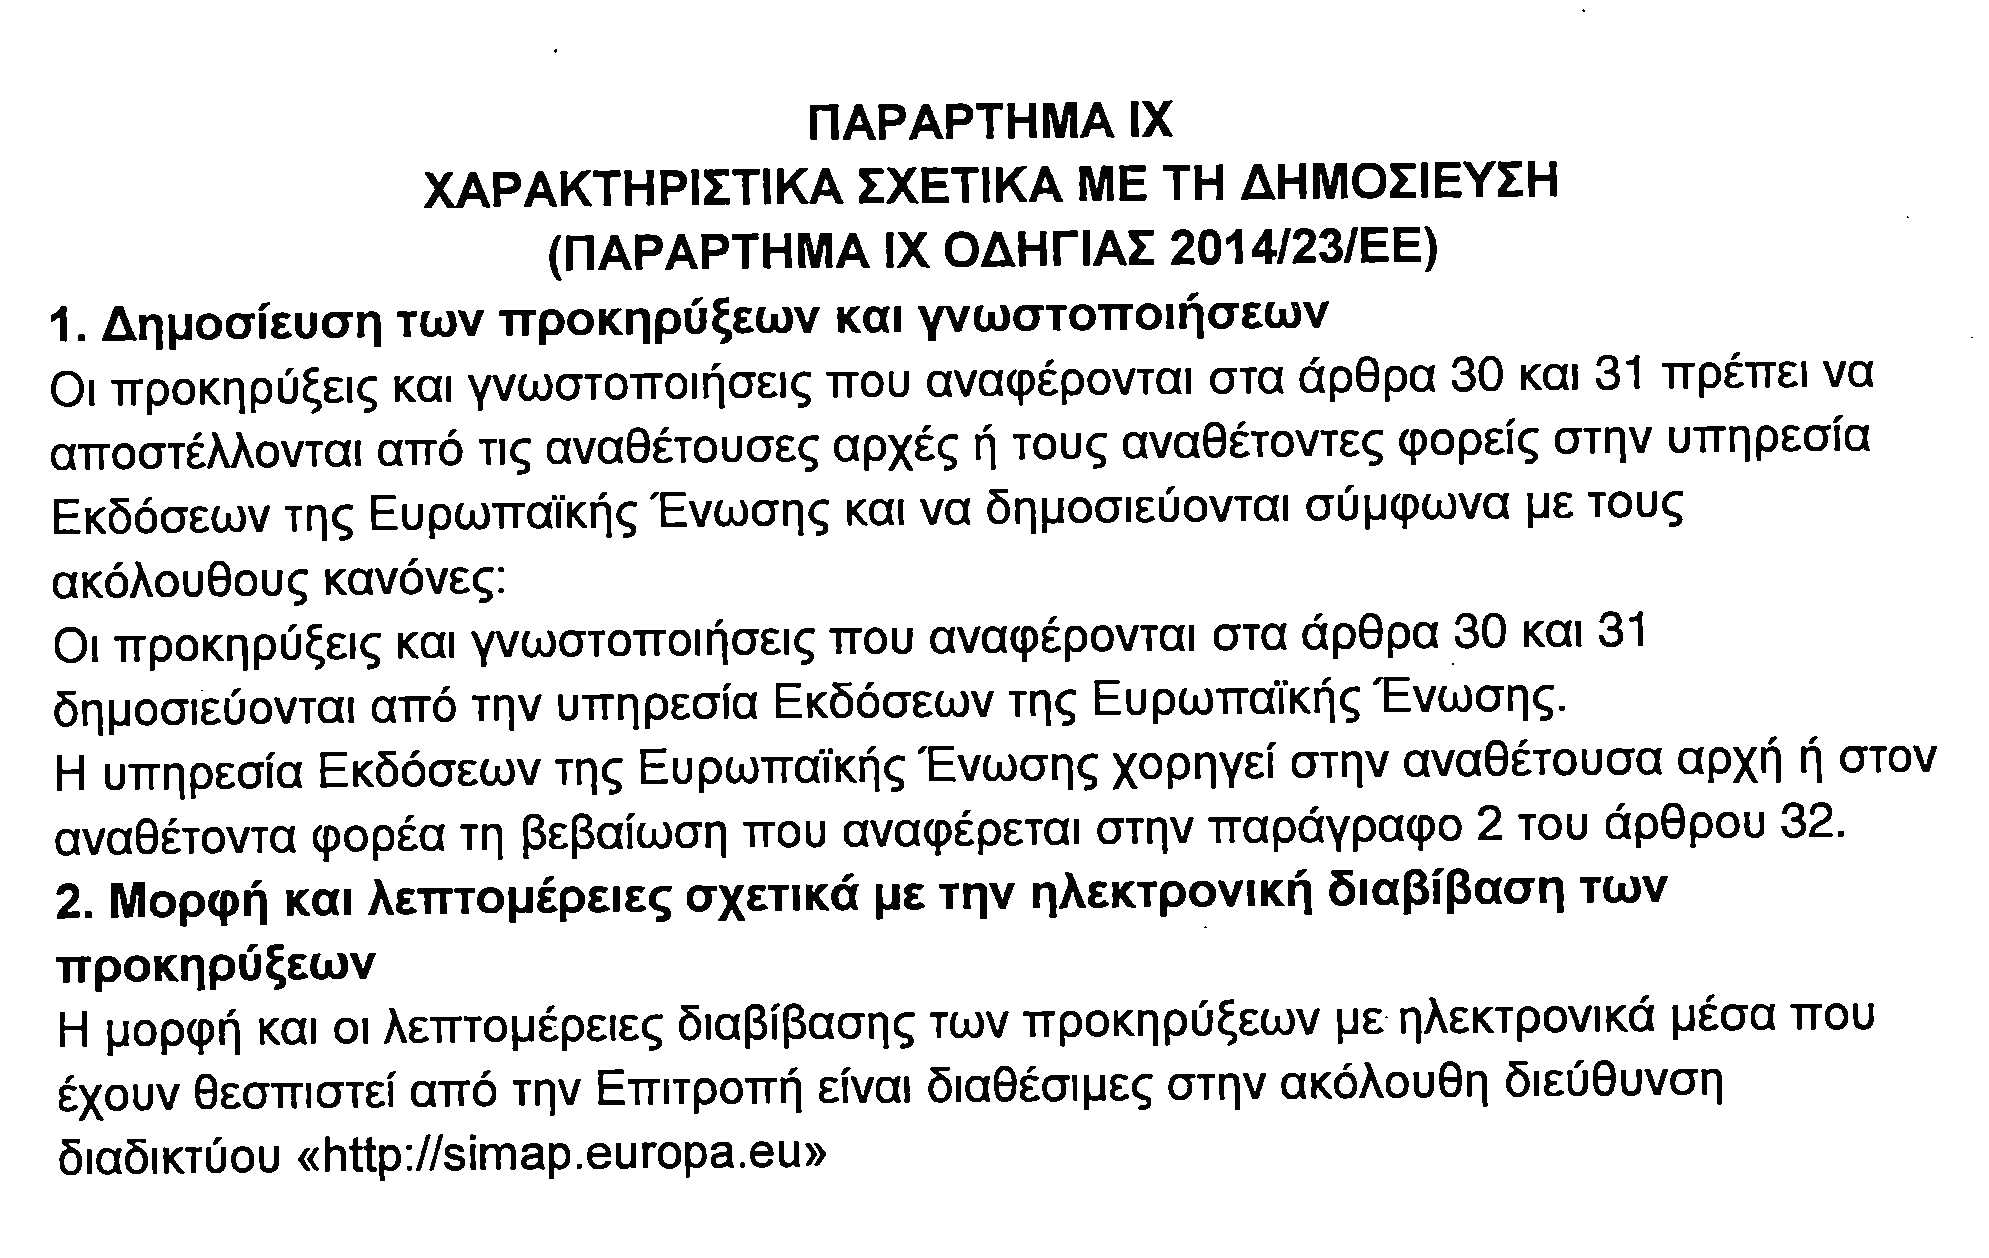 ΠΑΡΑΡΤΗΜΑ ΙΧ
ΧΑΡΑΚΤΗΡΙΣΤΙΚΑ ΣΧΕΤΙΚΑ ΜΕ ΤΗ ΔΗΜΟΣΙΕΥΣΗ
(ΠΑΡΑΡΤΗΜΑ ΙΧ ΟΔΗΓΙΑΣ 2014/23/ΕΕ)
1. Δημοσίευση των προκηρύξεων και γνωστοποιήσεων
Οι προκηρύξεις και γνωστοποιήσεις που αναφέρονται στα άρθρα 30 και 31 πρέπει να
αποστέλλονται από τις αναθέτουσες αρχές ή τους αναθέτοντες φορείς στην υπηρεσία
Εκδόσεων της Ευρωπαϊκής Ένωσης και να δημοσιεύονται σύμφωνα με τους
ακόλουθους κανόνες:
Οι προκηρύξεις και γνωστοποιήσεις που αναφέρονται στα άρθρα 30 και 31
δημοσιεύονται από την υπηρεσία Εκδόσεων της Ευρωπαϊκής Ένωσης.
Η υπηρεσία Εκδόσεων της Ευρωπαϊκής Ένωσης χορηγεί στην αναθέτουσα αρχή ή στον
αναθέτοντα φορέα τη βεβαίωση που αναφέρεται στην παράγραφο 2 του άρθρου 32.
2. Μορφή και λεπτομέρειες σχετικά με την ηλεκτρονική διαβίβαση των
προκηρύξεων
Η μορφή και οι λεπτομέρειες διαβίβασης των προκηρύξεων με ηλεκτρονικά μέσα που
έχουν θεσπιστεί από την Επιτροπή είναι διαθέσιμες στην ακόλουθη διεύθυνση
διαδικτύου «http://simap.europa.eu»